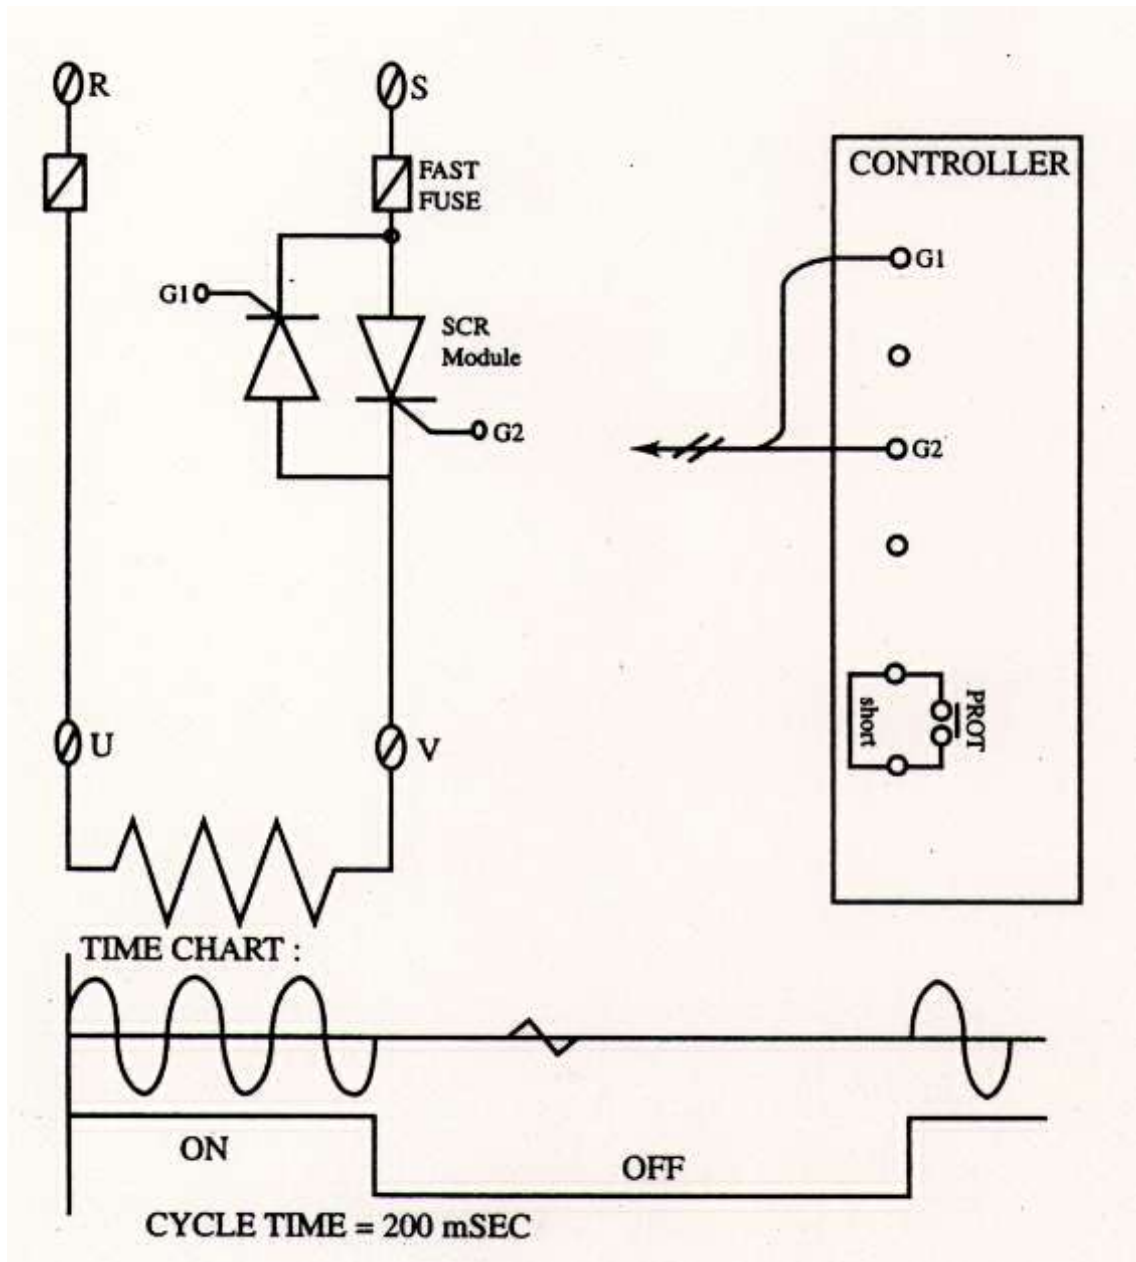 R
S
FAST
FUSE
CONTROLLER
G1
G1
SCR
Module
G2
G2
short
PROT
U
V
TIME CHART :
ON
OFF
CYCLE TIME = 200 mSEC